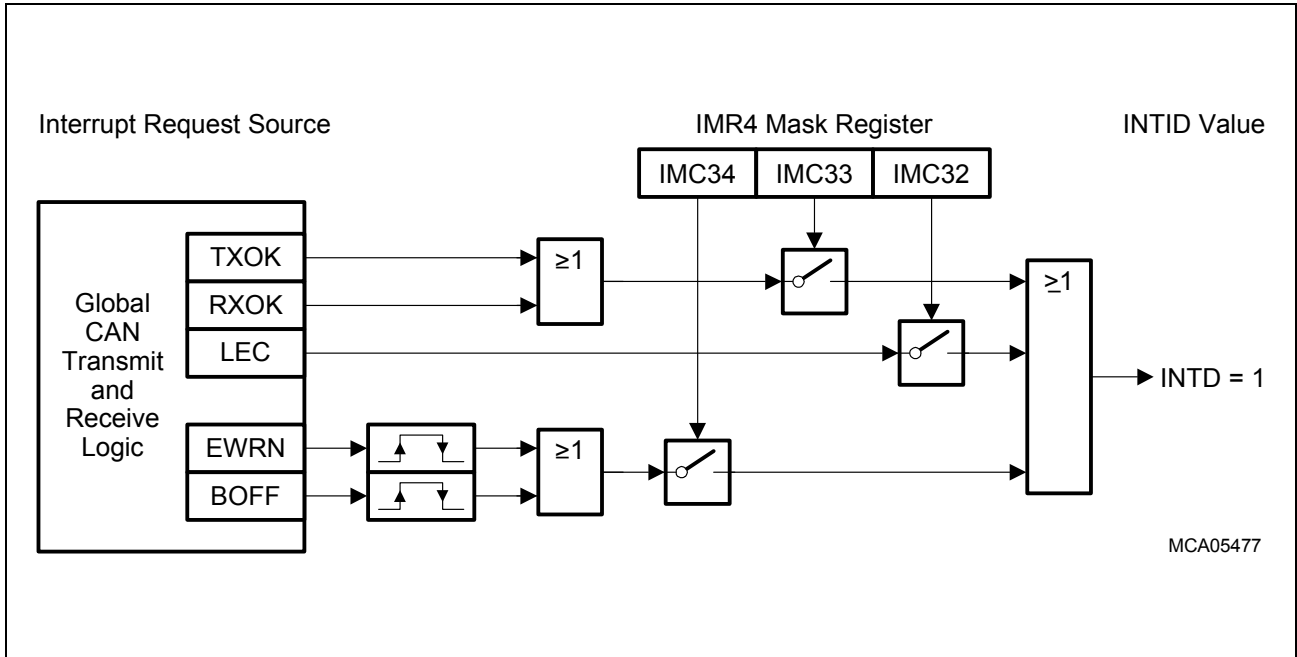 Interrupt Request Source
IMR4 Mask Register
INTID Value
IMC34 IMC33 IMC32
TXOK
RXOK
LEC
EWRN
BOFF
Global
CAN
Transmit
and
Receive
Logic
≥1
≥1
≥1
INTD = 1
MCA05477